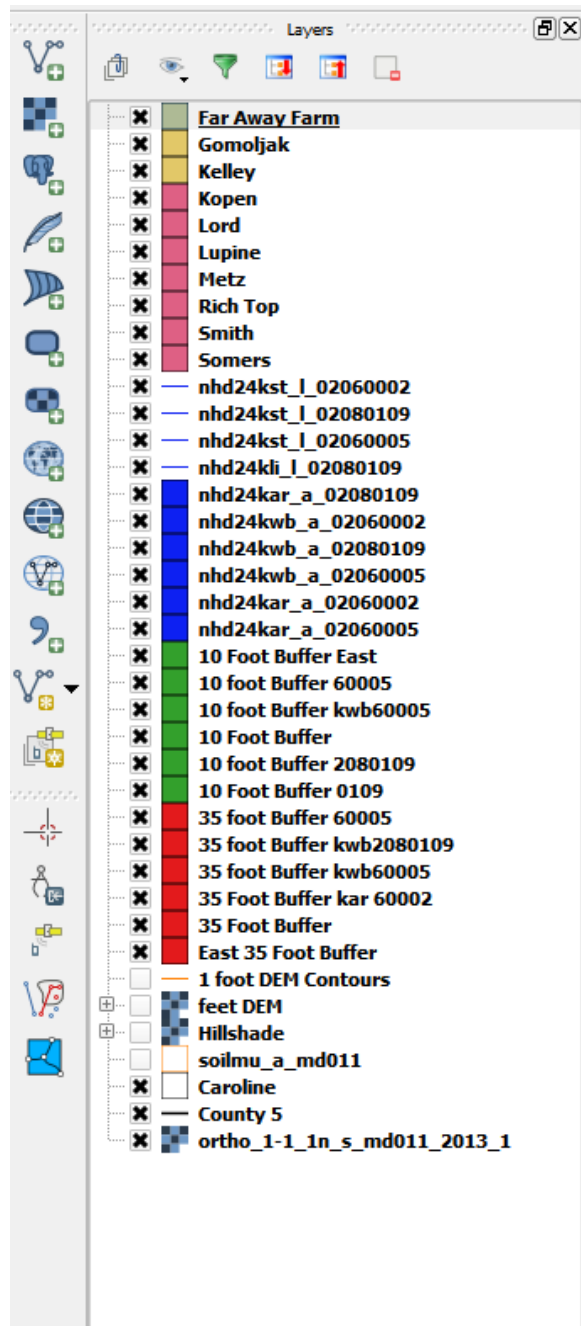 Layers
Far Away Farm
Gomoljak
Kelley
Kopen
Lord
Lupine
Metz
Rich Top
Smith
Somers
nhd24kst_l_02060002
nhd24kst_l_02080109
nhd24kst_l_02060005
nhd24kli_l_02080109
nhd24kar_a_02080109
nhd24kwb_a_02060002
nhd24kwb_a_02080109
nhd24kwb_a_02060005
nhd24kar_a_02060002
nhd24kar_a_02060005
10 Foot Buffer East
10 foot Buffer 60005
10 foot Buffer kwb60005
10 Foot Buffer
10 foot Buffer 2080109
10 Foot Buffer 0109
35 foot Buffer 60005
35 foot Buffer kwb2080109
35 foot Buffer kwb60005
35 Foot Buffer kar 60002
35 Foot Buffer
East 35 Foot Buffer
1 foot DEM Contours
feet DEM
Hillshade
soilmu_a_md011
Caroline
County 5
ortho_1-1_1n_s_md011_2013_1